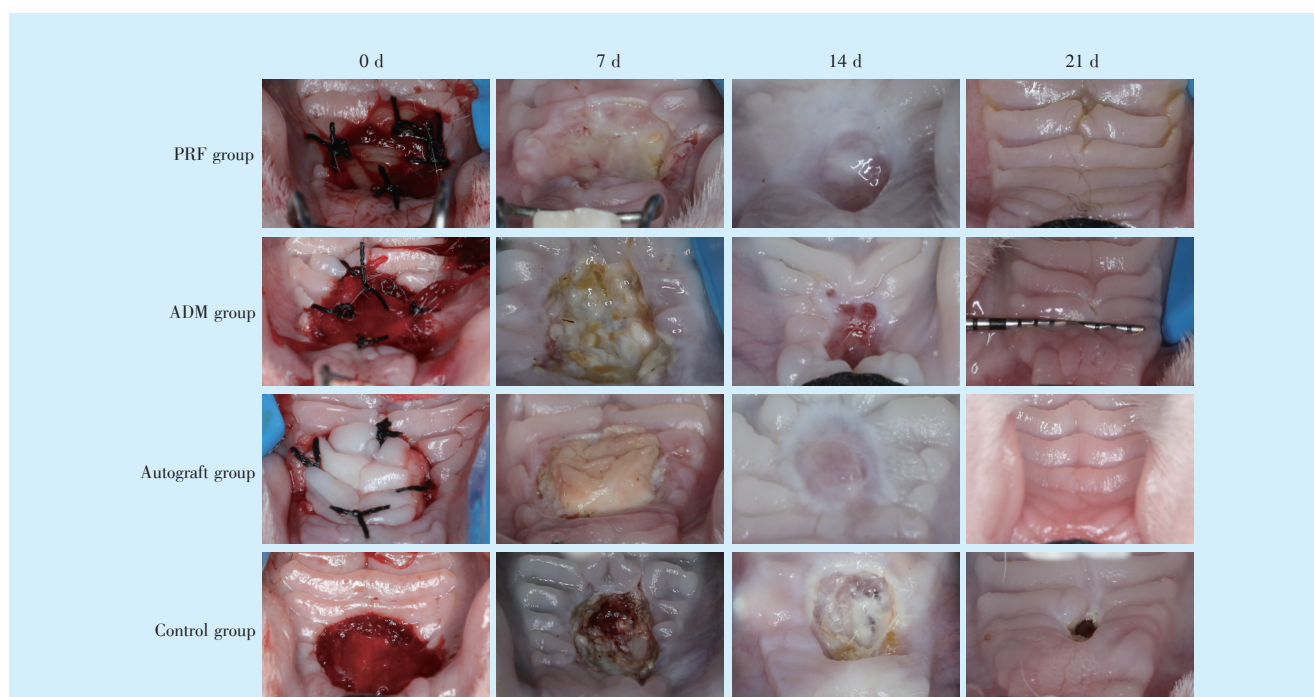 0 d 7 d 14 d 21 d
PRF group
ADM group
Autograft group
Control group